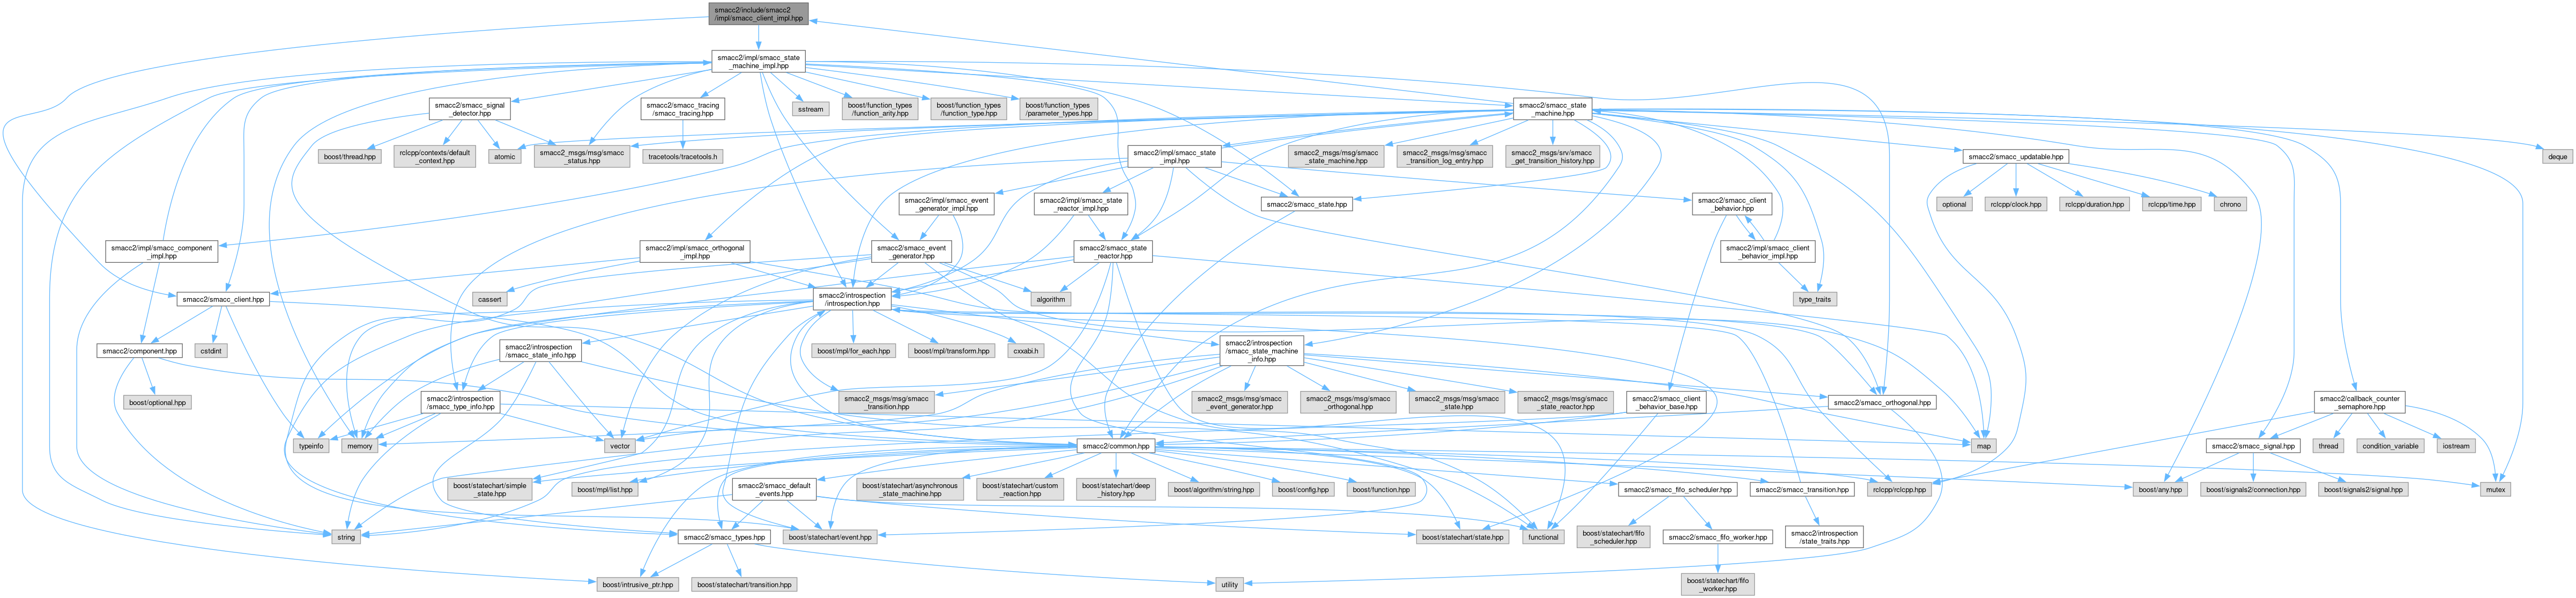 smacc2/include/smacc2
/impl/smacc_client_impl.hpp
smacc2/impl/smacc_state
_machine_impl.hpp
smacc2/smacc_signal
_detector.hpp
smacc2/smacc_tracing
/smacc_tracing.hpp
sstream
boost/function_types
/function_arity.hpp
boost/function_types
/function_type.hpp
boost/function_types
/parameter_types.hpp
smacc2/smacc_state
_machine.hpp
boost/thread.hpp
rclcpp/contexts/default
_context.hpp
atomic
smacc2_msgs/msg/smacc
_status.hpp
tracetools/tracetools.h
smacc2/impl/smacc_state
_impl.hpp
smacc2_msgs/msg/smacc
_state_machine.hpp
smacc2_msgs/msg/smacc
_transition_log_entry.hpp
smacc2_msgs/srv/smacc
_get_transition_history.hpp
smacc2/smacc_updatable.hpp
deque
smacc2/impl/smacc_event
_generator_impl.hpp
smacc2/impl/smacc_state
_reactor_impl.hpp
smacc2/smacc_state.hpp
smacc2/smacc_client
_behavior.hpp
optional
rclcpp/clock.hpp
rclcpp/duration.hpp
rclcpp/time.hpp
chrono
smacc2/impl/smacc_component
_impl.hpp
smacc2/impl/smacc_orthogonal
_impl.hpp
smacc2/smacc_event
_generator.hpp
smacc2/smacc_state
_reactor.hpp
smacc2/impl/smacc_client
_behavior_impl.hpp
smacc2/smacc_client.hpp
cassert
smacc2/introspection
/introspection.hpp
algorithm
type_traits
smacc2/component.hpp
cstdint
smacc2/introspection
/smacc_state_info.hpp
boost/mpl/for_each.hpp
boost/mpl/transform.hpp
cxxabi.h
smacc2/introspection
/smacc_state_machine
_info.hpp
boost/optional.hpp
smacc2/introspection
/smacc_type_info.hpp
smacc2_msgs/msg/smacc
_transition.hpp
smacc2_msgs/msg/smacc
_event_generator.hpp
smacc2_msgs/msg/smacc
_orthogonal.hpp
smacc2_msgs/msg/smacc
_state.hpp
smacc2_msgs/msg/smacc
_state_reactor.hpp
smacc2/smacc_client
_behavior_base.hpp
smacc2/smacc_orthogonal.hpp
smacc2/callback_counter
_semaphore.hpp
typeinfo
memory
vector
smacc2/common.hpp
map
smacc2/smacc_signal.hpp
thread
condition_variable
iostream
boost/statechart/simple
_state.hpp
boost/mpl/list.hpp
smacc2/smacc_default
_events.hpp
boost/statechart/asynchronous
_state_machine.hpp
boost/statechart/custom
_reaction.hpp
boost/statechart/deep
_history.hpp
boost/algorithm/string.hpp
boost/config.hpp
boost/function.hpp
smacc2/smacc_fifo_scheduler.hpp
smacc2/smacc_transition.hpp
rclcpp/rclcpp.hpp
boost/any.hpp
boost/signals2/connection.hpp
boost/signals2/signal.hpp
mutex
string
smacc2/smacc_types.hpp
boost/statechart/event.hpp
boost/statechart/state.hpp
functional
boost/statechart/fifo
_scheduler.hpp
smacc2/smacc_fifo_worker.hpp
smacc2/introspection
/state_traits.hpp
boost/intrusive_ptr.hpp
boost/statechart/transition.hpp
utility
boost/statechart/fifo
_worker.hpp